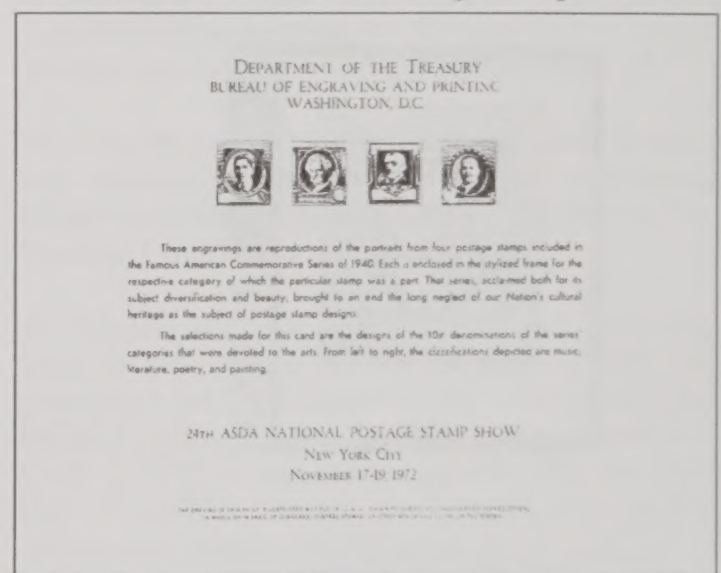 DEPARTMENT OF THE TREASURY
BUREAU OF ENGRAVING AND PRINTING
WASHINGTON, D.C
These engravings are reproductions of the portraits from four postage stamps included in
the Famous American Commemorative Series of 1940. Each is enclosed in the stylized frame for the
respective category of which the particular stamp was a part. That series, acclaimed both for its
subject diversification and beauty, brought to an end the long neglect of our Nation's cultural
heritage as the subject of postage stamp designs.
The selections made for this card are the designs of the 10¢ denominations of the series'
categories that were devoted to the arts. From left to right, the classifications depicted are music,
literature, poetry, and painting.
24TH ASDA NATIONAL POSTAGE STAMP SHOW
NEW YORK CITY
NOVEMBER 17-19, 1972